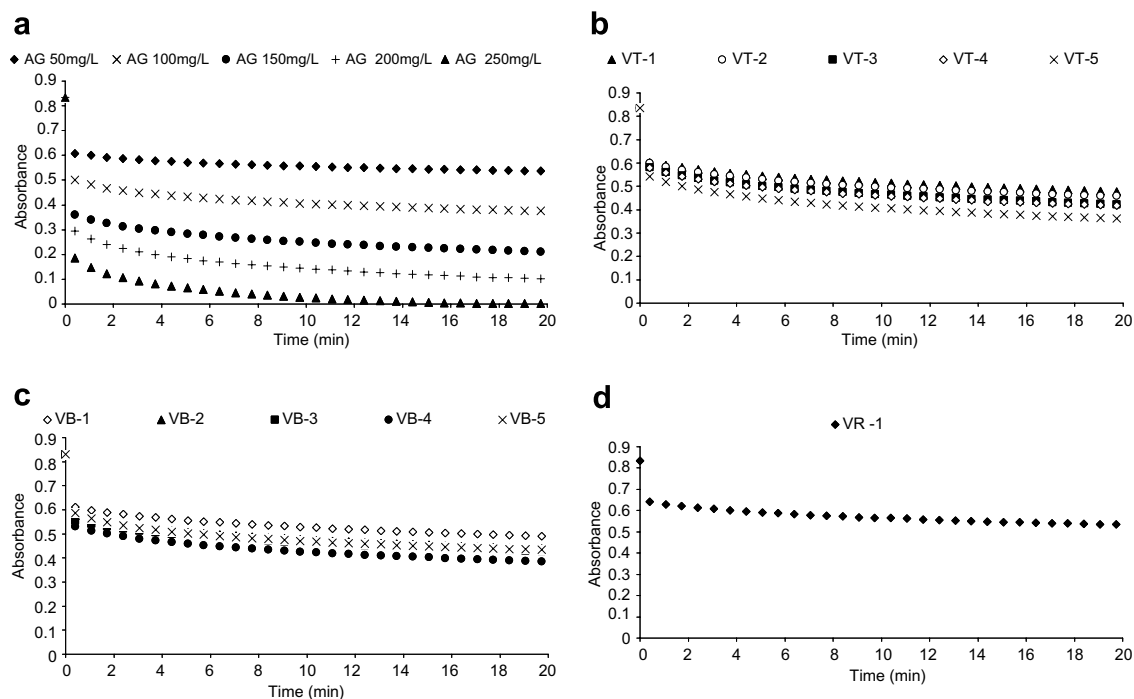 a
AG 50mg/L AG 100mg/L AG 150mg/L AG 200mg/L AG 250mg/L
0.9
0.8
0.7
0.6
0.5
0.4
0.3
0.2
0.1
0
Absorbance
0 2 4 6 8 10 12 14 16 18 20
Time (min)
b
VT-1 VT-2 VT-3 VT-4 VT-5
0.9
0.8
0.7
0.6
0.5
0.4
0.3
0.2
0.1
0
Absorbance
0 2 4 6 8 10 12 14 16 18 20
Time (min)
c
VB-1 VB-2 VB-3 VB-4 VB-5
0.9
0.8
0.7
0.6
0.5
0.4
0.3
0.2
0.1
0
Absorbance
0 2 4 6 8 10 12 14 16 18 20
Time (min)
d
VR -1
0.9
0.8
0.7
0.6
0.5
0.4
0.3
0.2
0.1
0
Absorbance
0 2 4 6 8 10 12 14 16 18 20
Time (min)